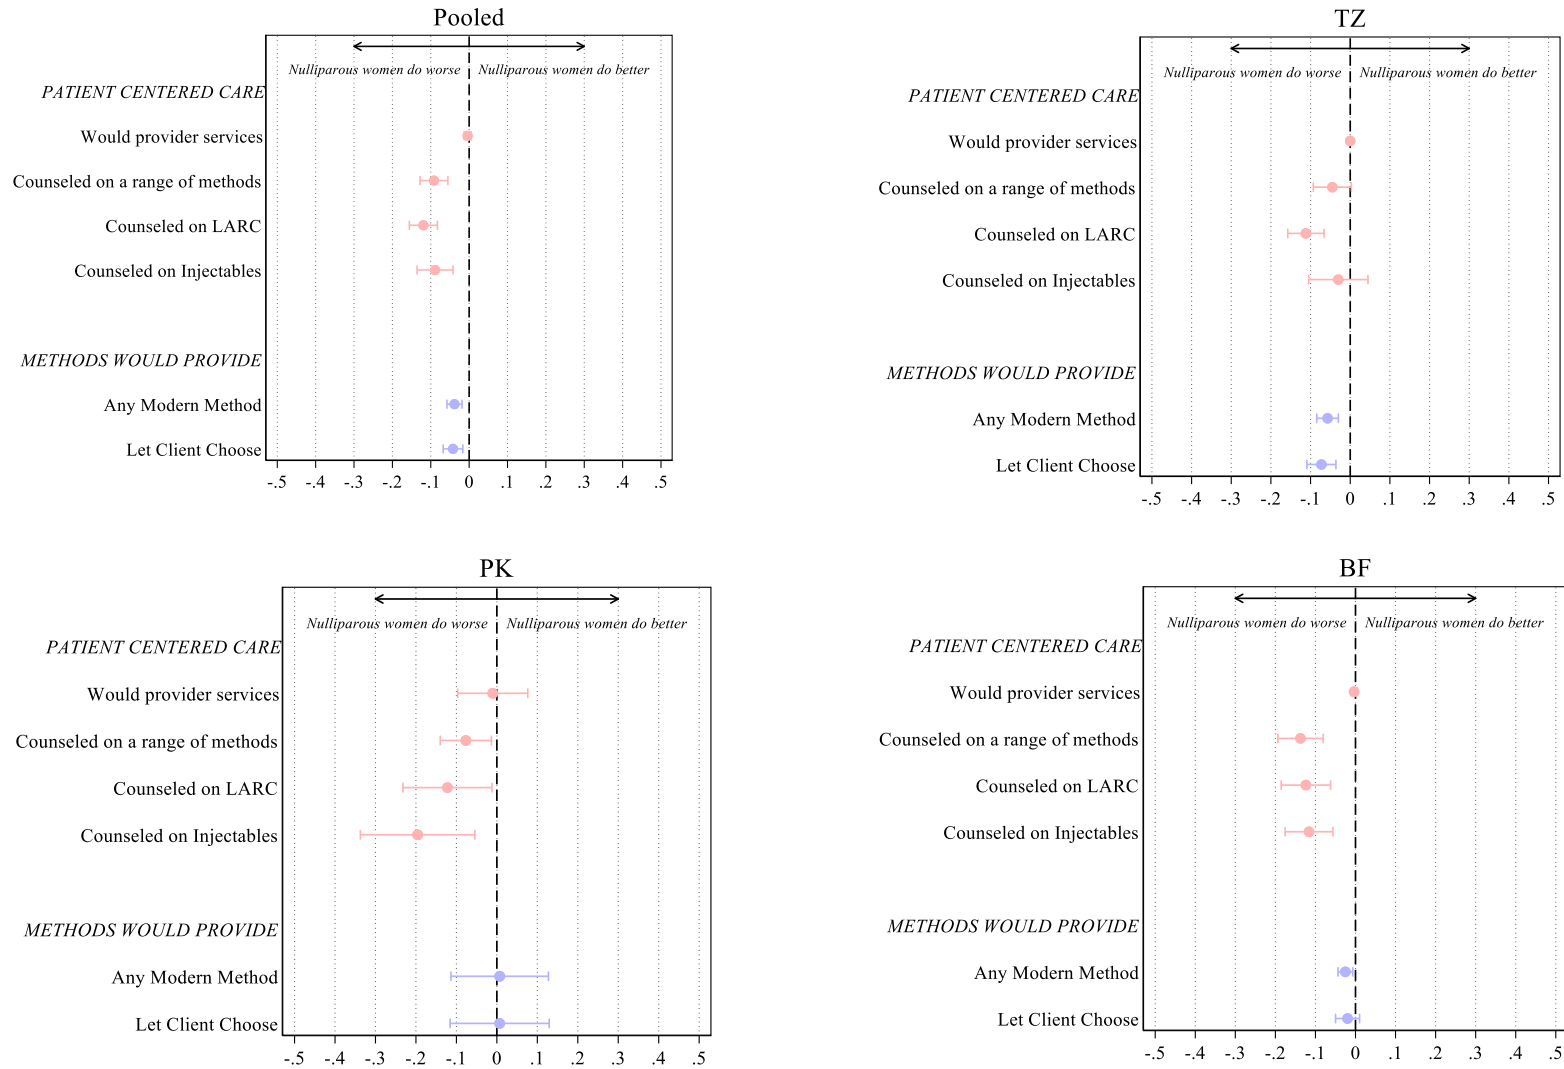 Pooled
Nulliparous women do worse Nulliparous women do better
PATIENT CENTERED CARE
Would provider services
Counseled on a range of methods
Counseled on LARC
Counseled on Injectables
METHODS WOULD PROVIDE
Any Modern Method
Let Client Choose
-.5 -.4 -.3 -.2 -.1 0 .1 .2 .3 .4 .5
TZ
Nulliparous women do worse Nulliparous women do better
PATIENT CENTERED CARE
Would provider services
Counseled on a range of methods
Counseled on LARC
Counseled on Injectables
METHODS WOULD PROVIDE
Any Modern Method
Let Client Choose
-.5 -.4 -.3 -.2 -.1 0 .1 .2 .3 .4 .5
PK
Nulliparous women do worse Nulliparous women do better
PATIENT CENTERED CARE
Would provider services
Counseled on a range of methods
Counseled on LARC
Counseled on Injectables
METHODS WOULD PROVIDE
Any Modern Method
Let Client Choose
-.5 -.4 -.3 -.2 -.1 0 .1 .2 .3 .4 .5
BF
Nulliparous women do worse Nulliparous women do better
PATIENT CENTERED CARE
Would provider services
Counseled on a range of methods
Counseled on LARC
Counseled on Injectables
METHODS WOULD PROVIDE
Any Modern Method
Let Client Choose
-.5 -.4 -.3 -.2 -.1 0 .1 .2 .3 .4 .5